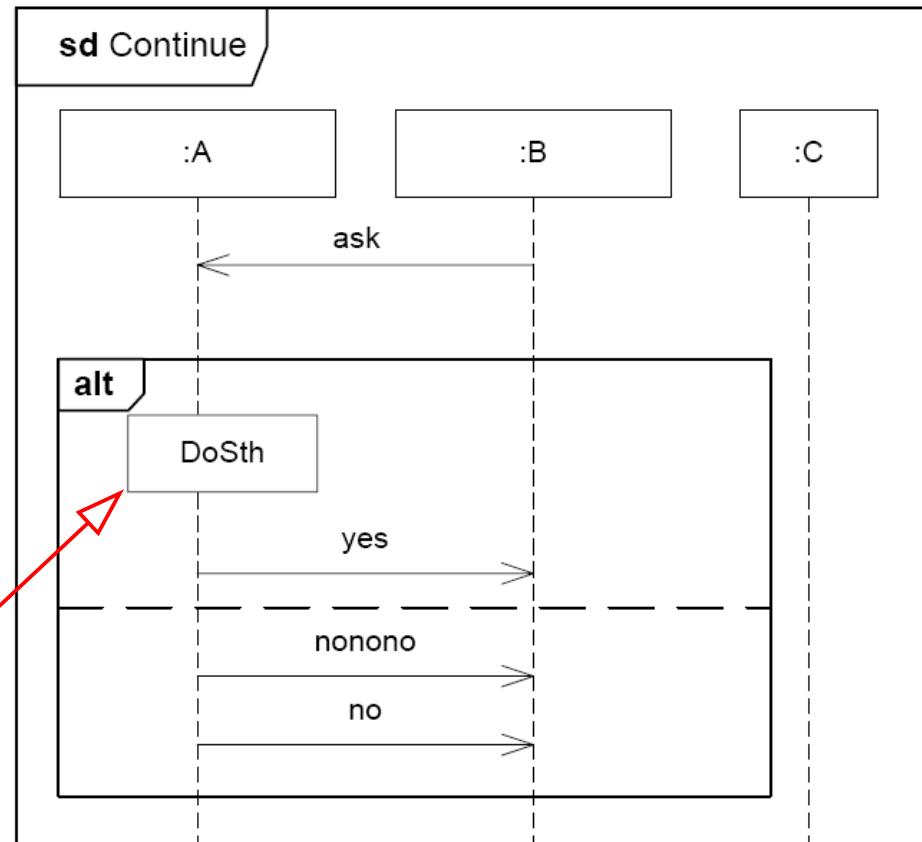 sd Continue
:A
:B
:C
ask
alt
DoSth
yes
nonono
no